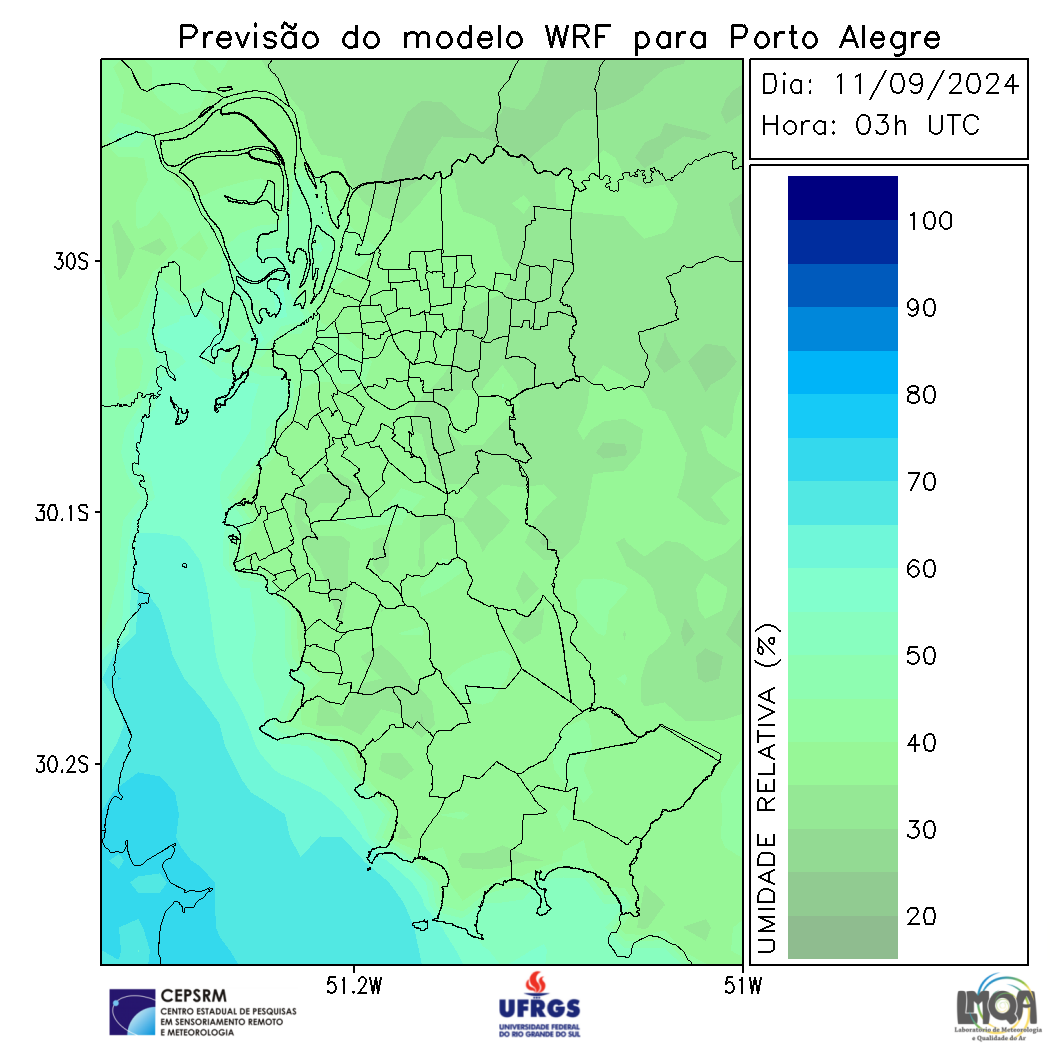 Previsão do modelo WRF para Porto Alegre
Dia: 11/09/2024
Hora: 03h UTC
30S
30.1S
30.2S
51.2W
51W
100
90
80
70
60
50
40
30
20
UMIDADE RELATIVA (%)
CEPSRM
CENTRO ESTADUAL DE PESQUISAS
EM SENSORIAMENTO REMOTO
E METEOROLOGIA
UFRGS
UNIVERSIDADE FEDERAL
DO RIO GRANDE DO SUL
LMQA
Laboratório de Meteorologia
e Qualidade do Ar